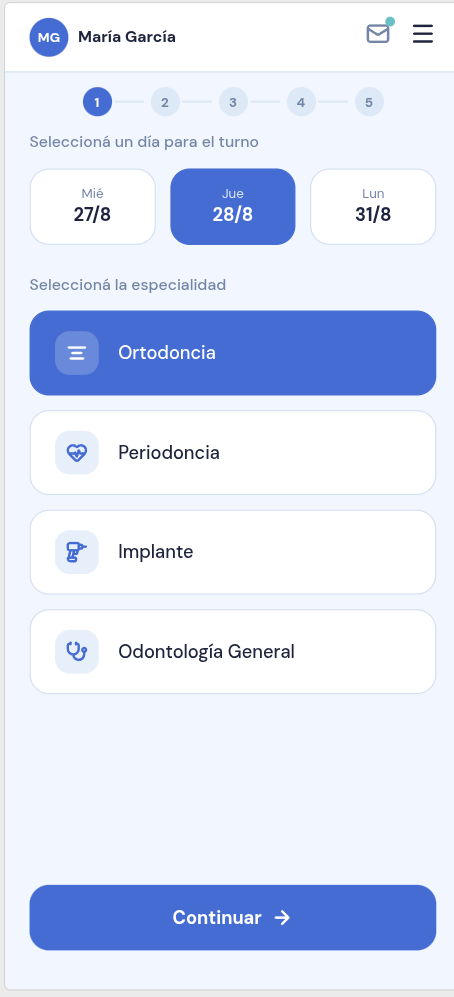 MG María García
1 2 3 4 5
Seleccioná un día para el turno
Mié Jue Lun
27/8 28/8 31/8
Seleccioná la especialidad
Ortodoncia
Periodoncia
Implante
Odontología General
Continuar →